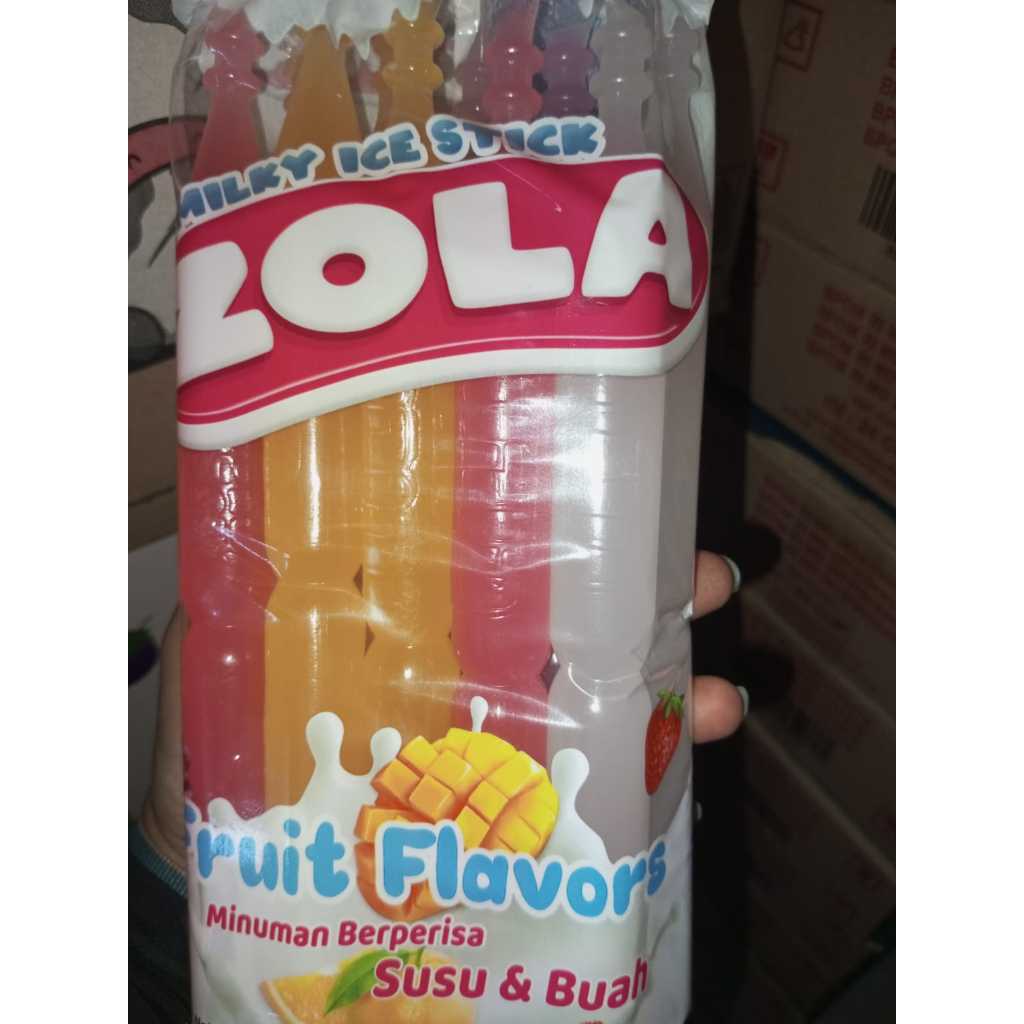 MILKY ICE STICK
ZOLA
Fruit Flavors
Minuman Berperisa
Susu & Buah